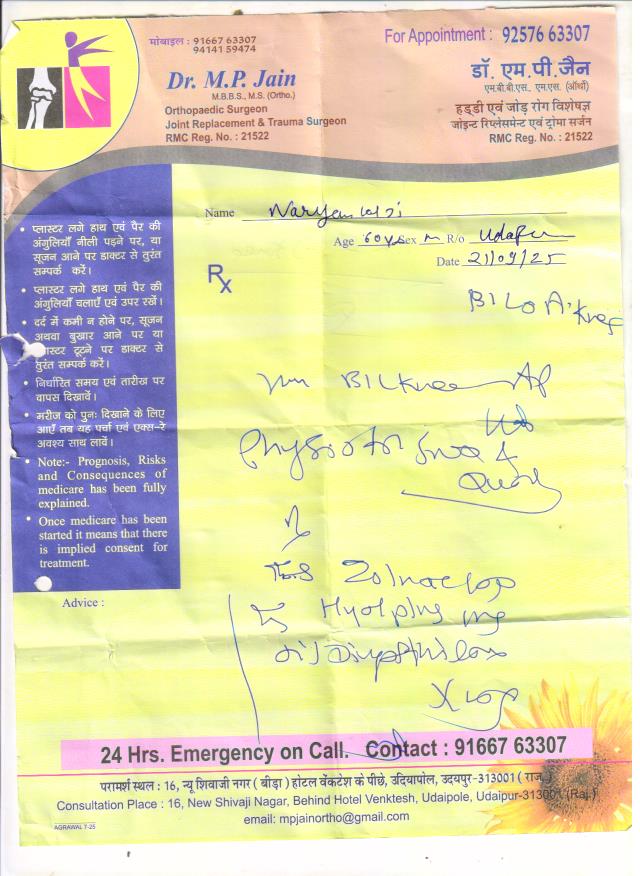 मोबाइल : 91667 63307
94141 59474
For Appointment : 92576 63307
Dr. M.P. Jain
M.B.B.S., M.S. (Ortho.)
Orthopaedic Surgeon
Joint Replacement & Trauma Surgeon
RMC Reg. No. : 21522
डॉ. एम.पी.जैन
एम.बी.बी.एस., एम.एस. (ऑर्थो)
हड्डी एवं जोड़ रोग विशेषज्ञ
जोइन्ट रिप्लेसमेन्ट एवं ट्रोमा सर्जन
RMC Reg. No. : 21522
Name
Age 60 Sex m R/o Udaipur
Date 21/09/25
Rx
• प्लास्टर लगे हाथ एवं पैर की
अंगुलियाँ नीली पड़ने पर, या
सूजन आने पर डाक्टर से तुरंत
सम्पर्क करें।
• प्लास्टर लगे हाथ एवं पैर की
अंगुलियाँ चलाएँ एवं उपर रखें।
• दर्द में कमी न होने पर, सूजन
अथवा बुखार आने पर या
प्लास्टर टूटने पर डाक्टर से
तुरंत सम्पर्क करें।
• निर्धारित समय एवं तारीख पर
वापस दिखावें।
• मरीज को पुनः दिखाने के लिए
आएँ तब यह पर्चा एवं एक्स-रे
अवश्य साथ लावें।
• Note:- Prognosis, Risks
and Consequences of
medicare has been fully
explained.
• Once medicare has been
started it means that there
is implied consent for
treatment.
Knee
B/L Knee AP
Advice :
24 Hrs. Emergency on Call. Contact : 91667 63307
परामर्श स्थल : 16, न्यू शिवाजी नगर ( बीड़ा ) होटल वेंकटेश के पीछे, उदियापोल, उदयपुर-313001 ( राज. )
Consultation Place : 16, New Shivaji Nagar, Behind Hotel Venktesh, Udaipole, Udaipur-313001 (Raj.)
email: mpjainortho@gmail.com
AGRAWAL 7-25